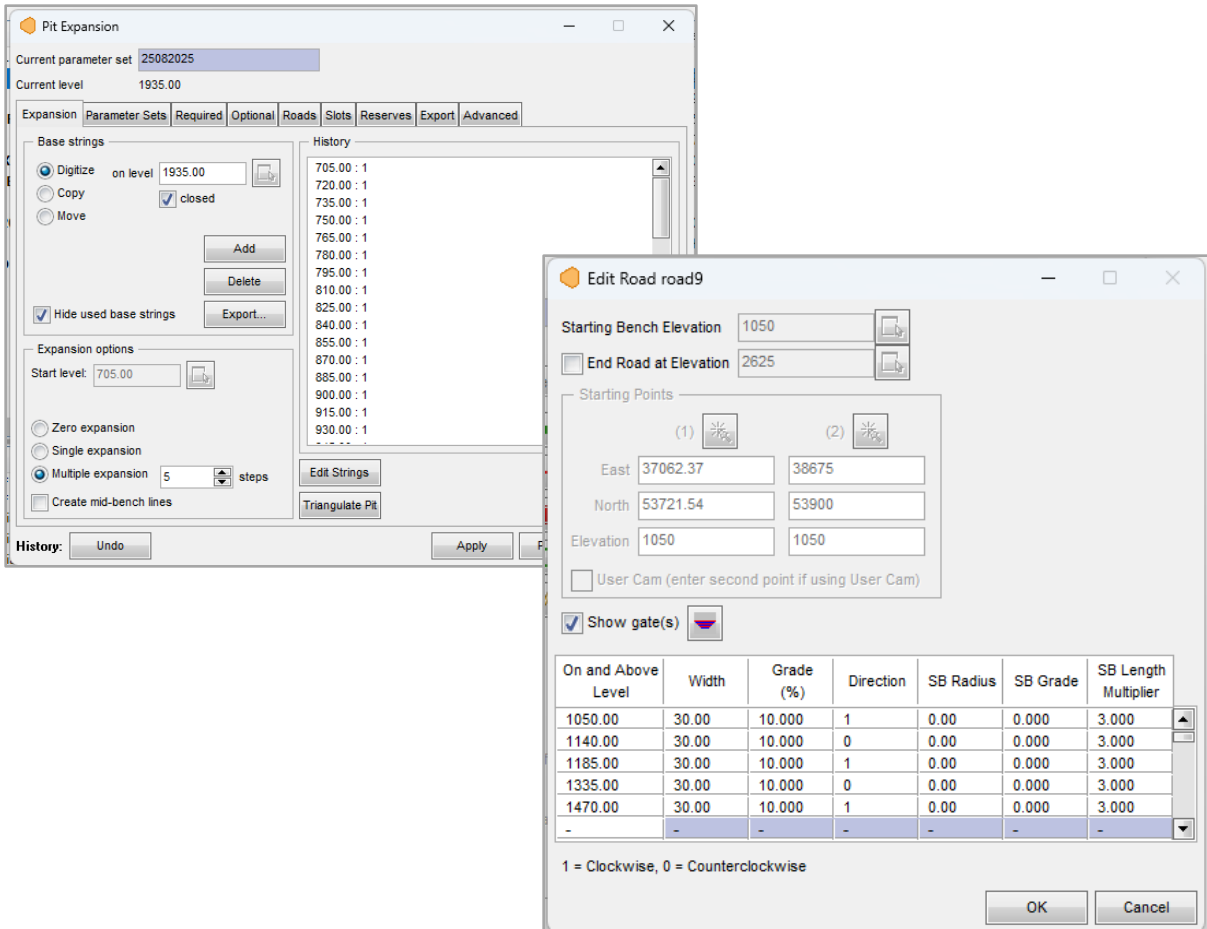 Pit Expansion
Current parameter set 25082025
Current level 1935.00
Expansion Parameter Sets Required Optional Roads Slots Reserves Export Advanced
Base strings
Digitize on level 1935.00
Copy closed
Move
Add
Delete
Hide used base strings Export...
Expansion options
Start level: 705.00
Zero expansion
Single expansion
Multiple expansion 5 steps
Create mid-bench lines
History
705.00 : 1
720.00 : 1
735.00 : 1
750.00 : 1
765.00 : 1
780.00 : 1
795.00 : 1
810.00 : 1
825.00 : 1
840.00 : 1
855.00 : 1
870.00 : 1
885.00 : 1
900.00 : 1
915.00 : 1
930.00 : 1
Edit Strings
Triangulate Pit
History: Undo Apply
Edit Road road9
Starting Bench Elevation 1050
End Road at Elevation 2625
Starting Points
(1) (2)
East 37062.37 38675
North 53721.54 53900
Elevation 1050 1050
User Cam (enter second point if using User Cam)
Show gate(s)
On and Above Level Width Grade (%) Direction SB Radius SB Grade SB Length Multiplier
1050.00 30.00 10.000 1 0.00 0.000 3.000
1140.00 30.00 10.000 0 0.00 0.000 3.000
1185.00 30.00 10.000 1 0.00 0.000 3.000
1335.00 30.00 10.000 0 0.00 0.000 3.000
1470.00 30.00 10.000 1 0.00 0.000 3.000
- - - - - - -
1 = Clockwise, 0 = Counterclockwise
OK Cancel